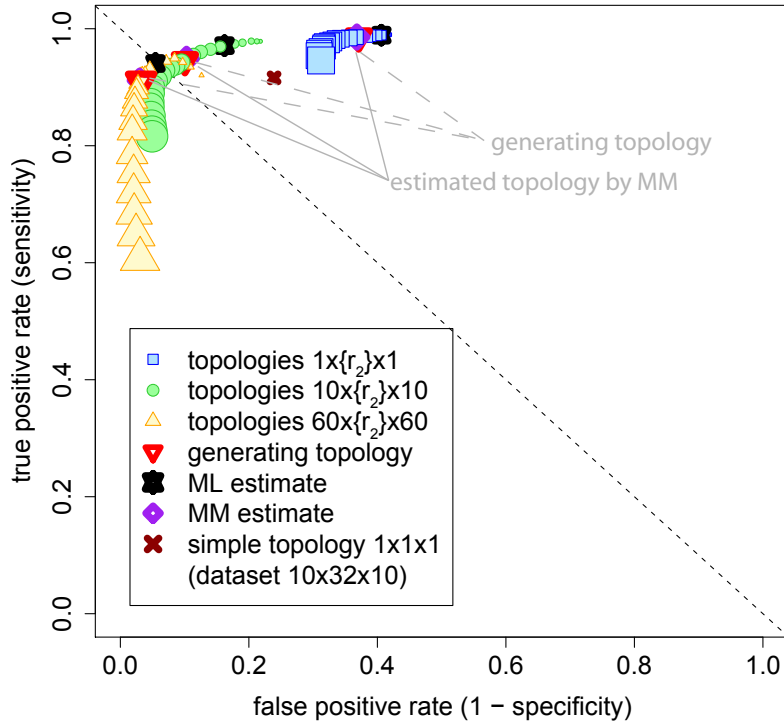 1.0
0.8
0.6
0.4
0.2
0.0
true positive rate (sensitivity)
generating topology
estimated topology by MM
topologies 1x{r₂}x1
topologies 10x{r₂}x10
topologies 60x{r₂}x60
generating topology
ML estimate
MM estimate
simple topology 1x1x1
(dataset 10x32x10)
0.0 0.2 0.4 0.6 0.8 1.0
false positive rate (1 − specificity)